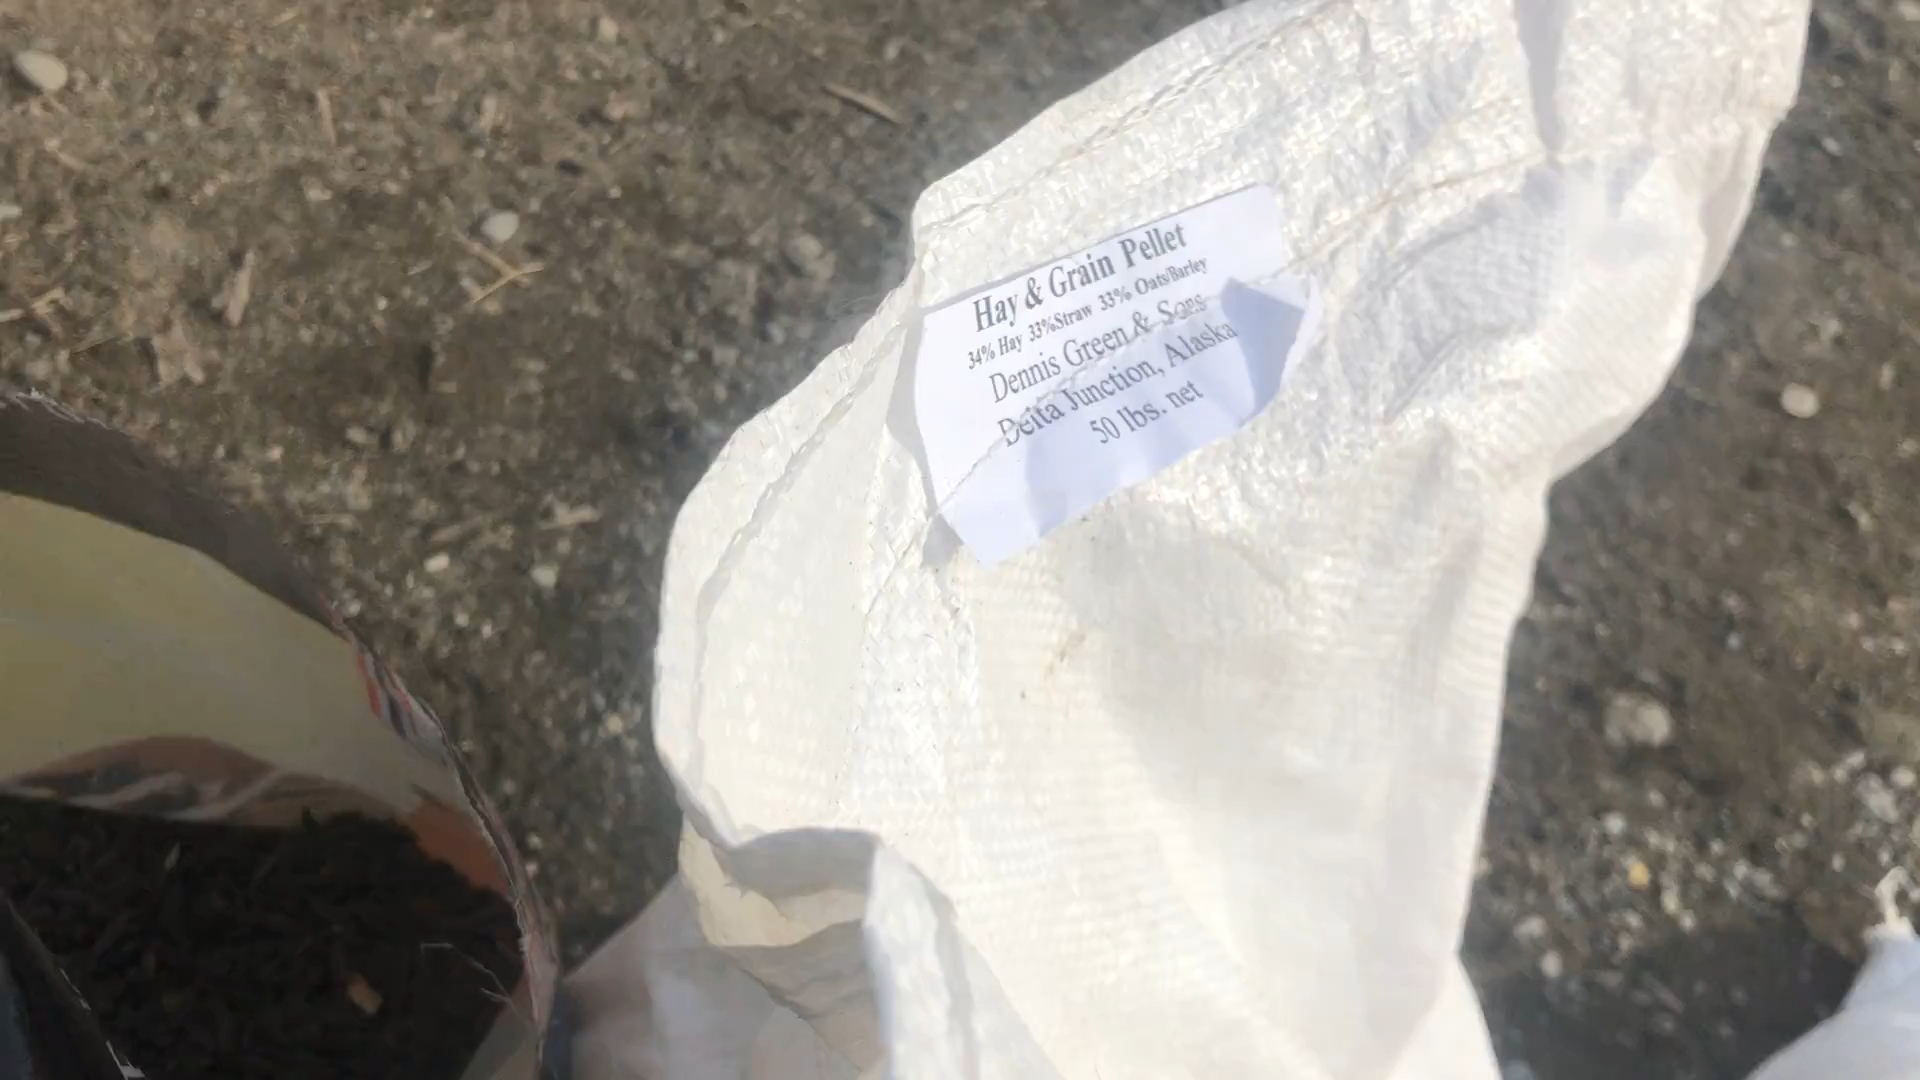 Hay & Grain Pellet
34% Hay 33%Straw 33% Oats/Barley
Dennis Green & Sons
Delta Junction, Alaska
50 lbs. net